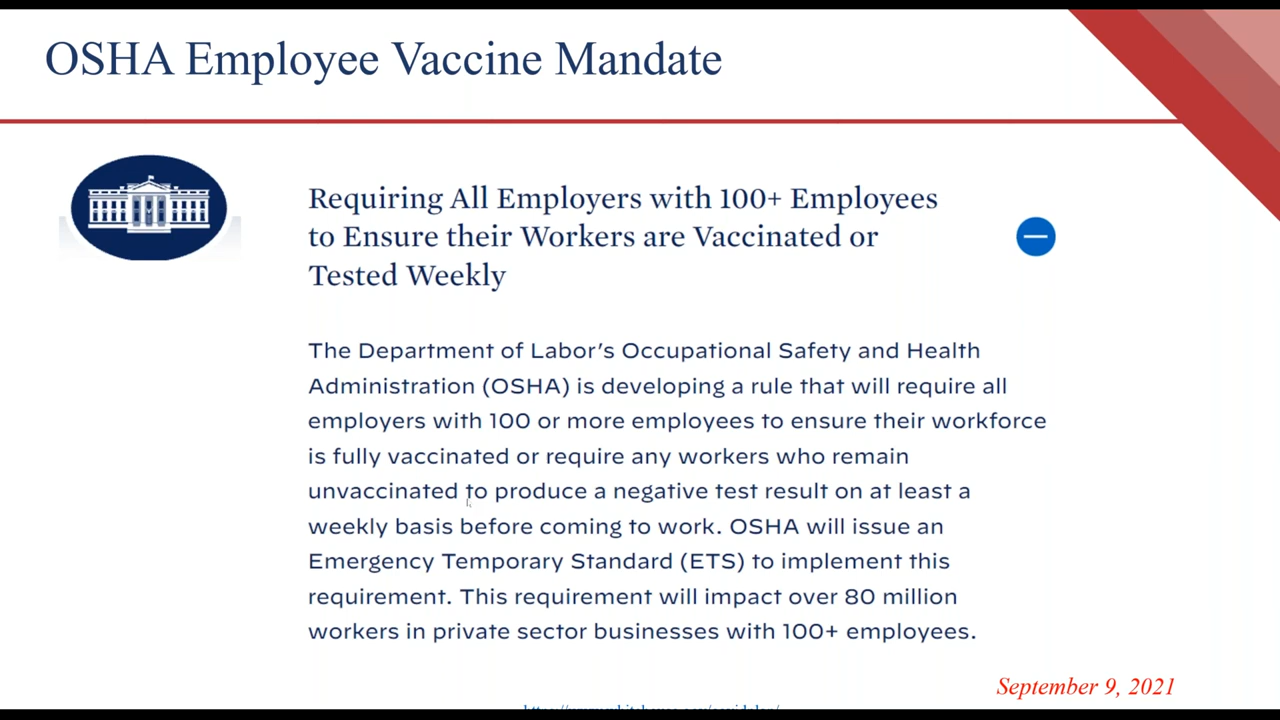 OSHA Employee Vaccine Mandate
Requiring All Employers with 100+ Employees
to Ensure their Workers are Vaccinated or
Tested Weekly
The Department of Labor’s Occupational Safety and Health
Administration (OSHA) is developing a rule that will require all
employers with 100 or more employees to ensure their workforce
is fully vaccinated or require any workers who remain
unvaccinated to produce a negative test result on at least a
weekly basis before coming to work. OSHA will issue an
Emergency Temporary Standard (ETS) to implement this
requirement. This requirement will impact over 80 million
workers in private sector businesses with 100+ employees.
September 9, 2021